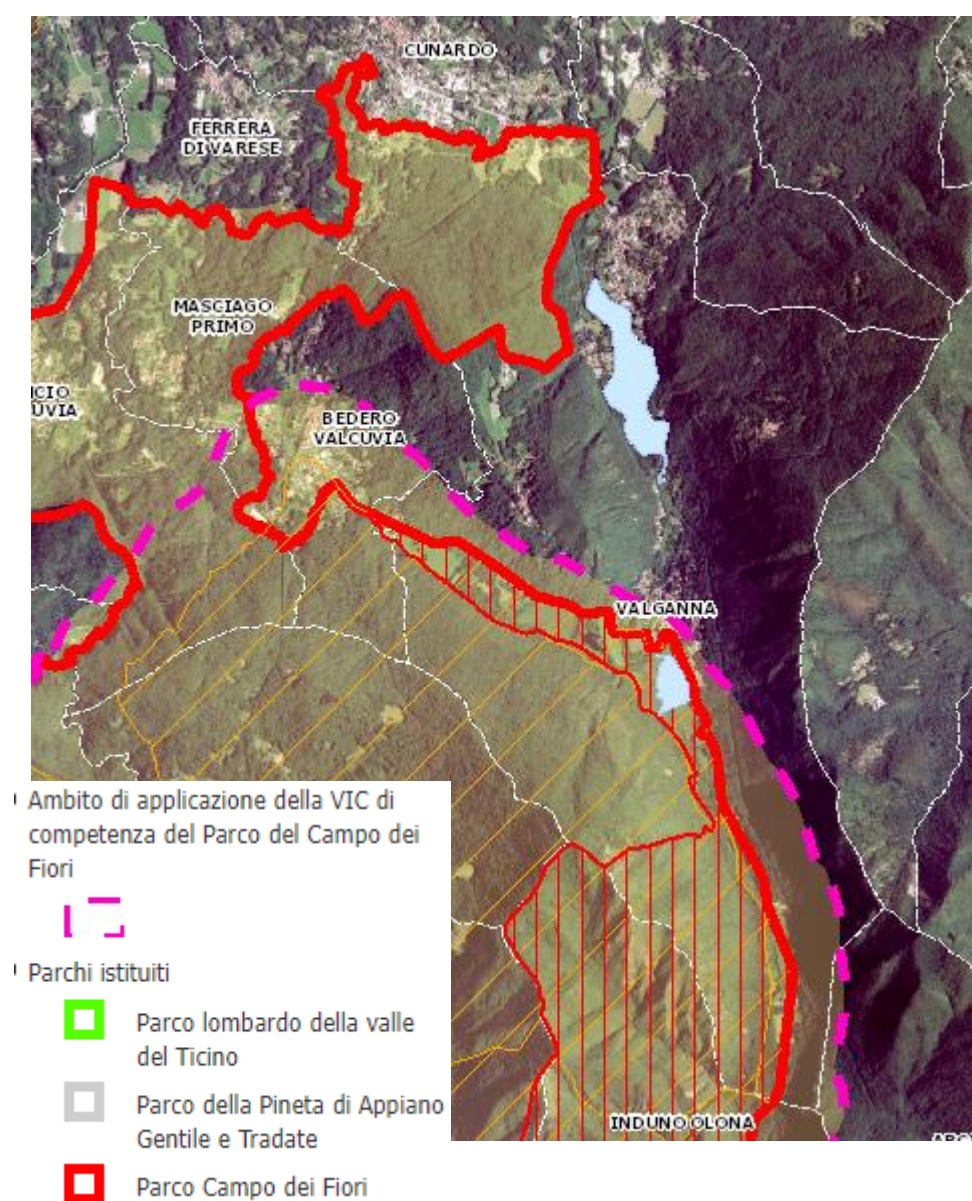 CUNARDO
FERRERA
DI VARESE
MASCIAGO
PRIMO
CIO
UVIA
BEDERO
VALCUVIA
VALGANNA
INDUNO OLONA
Ambito di applicazione della VIC di
competenza del Parco del Campo dei
Fiori
Parchi istituiti
Parco lombardo della valle
del Ticino
Parco della Pineta di Appiano
Gentile e Tradate
Parco Campo dei Fiori